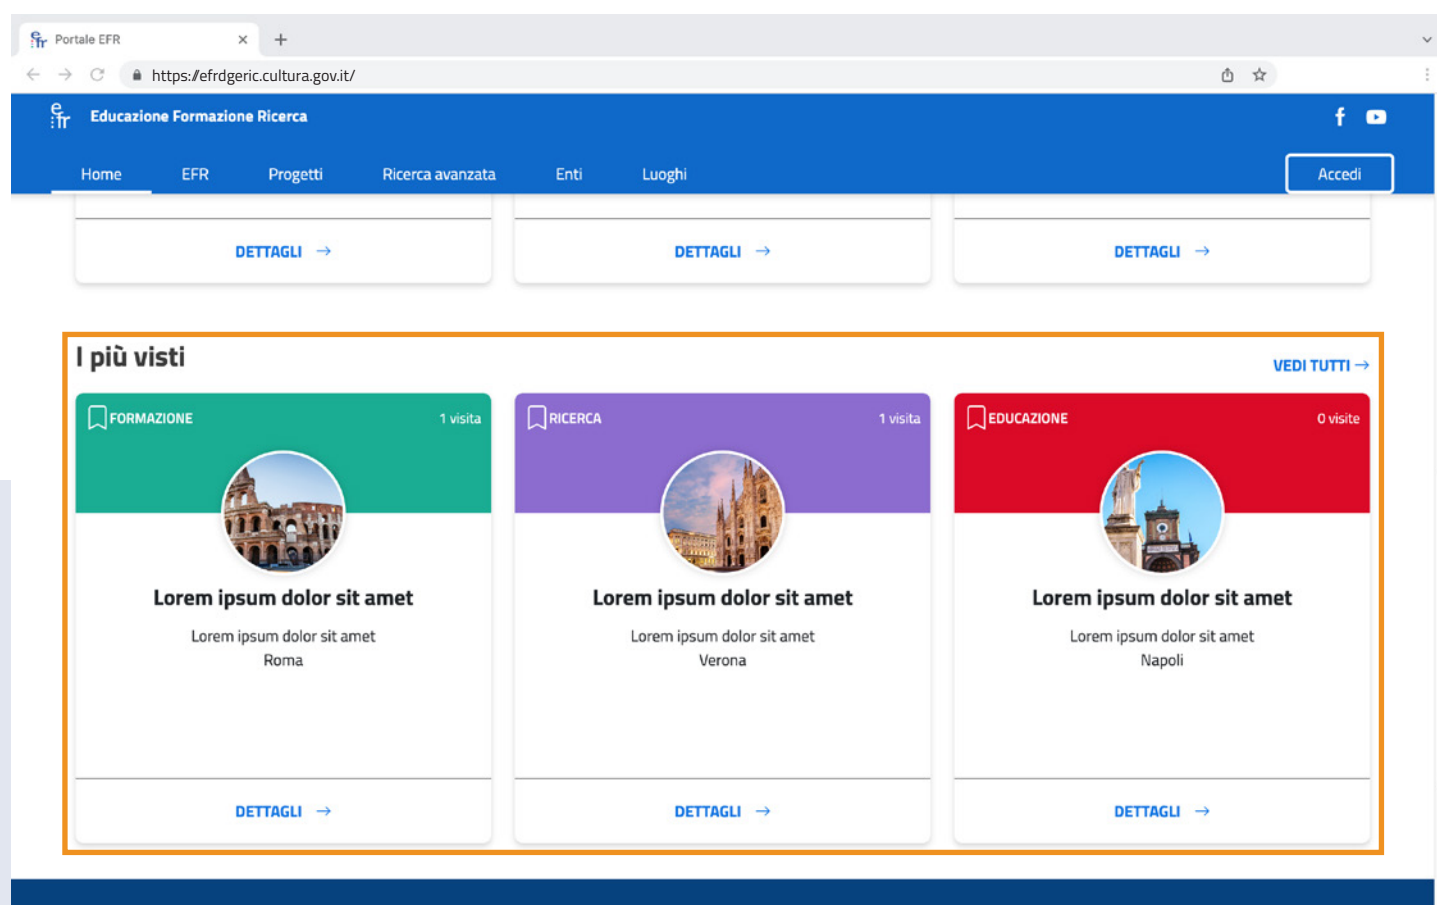 Portale EFR
https://efrdgeric.cultura.gov.it/
efr Educazione Formazione Ricerca
Home EFR Progetti Ricerca avanzata Enti Luoghi Accedi
DETTAGLI → DETTAGLI → DETTAGLI →
I più visti
VEDI TUTTI →
FORMAZIONE 1 visita
RICERCA 1 visita
EDUCAZIONE 0 visite
Lorem ipsum dolor sit amet
Lorem ipsum dolor sit amet
Roma
Lorem ipsum dolor sit amet
Lorem ipsum dolor sit amet
Verona
Lorem ipsum dolor sit amet
Lorem ipsum dolor sit amet
Napoli
DETTAGLI → DETTAGLI → DETTAGLI →